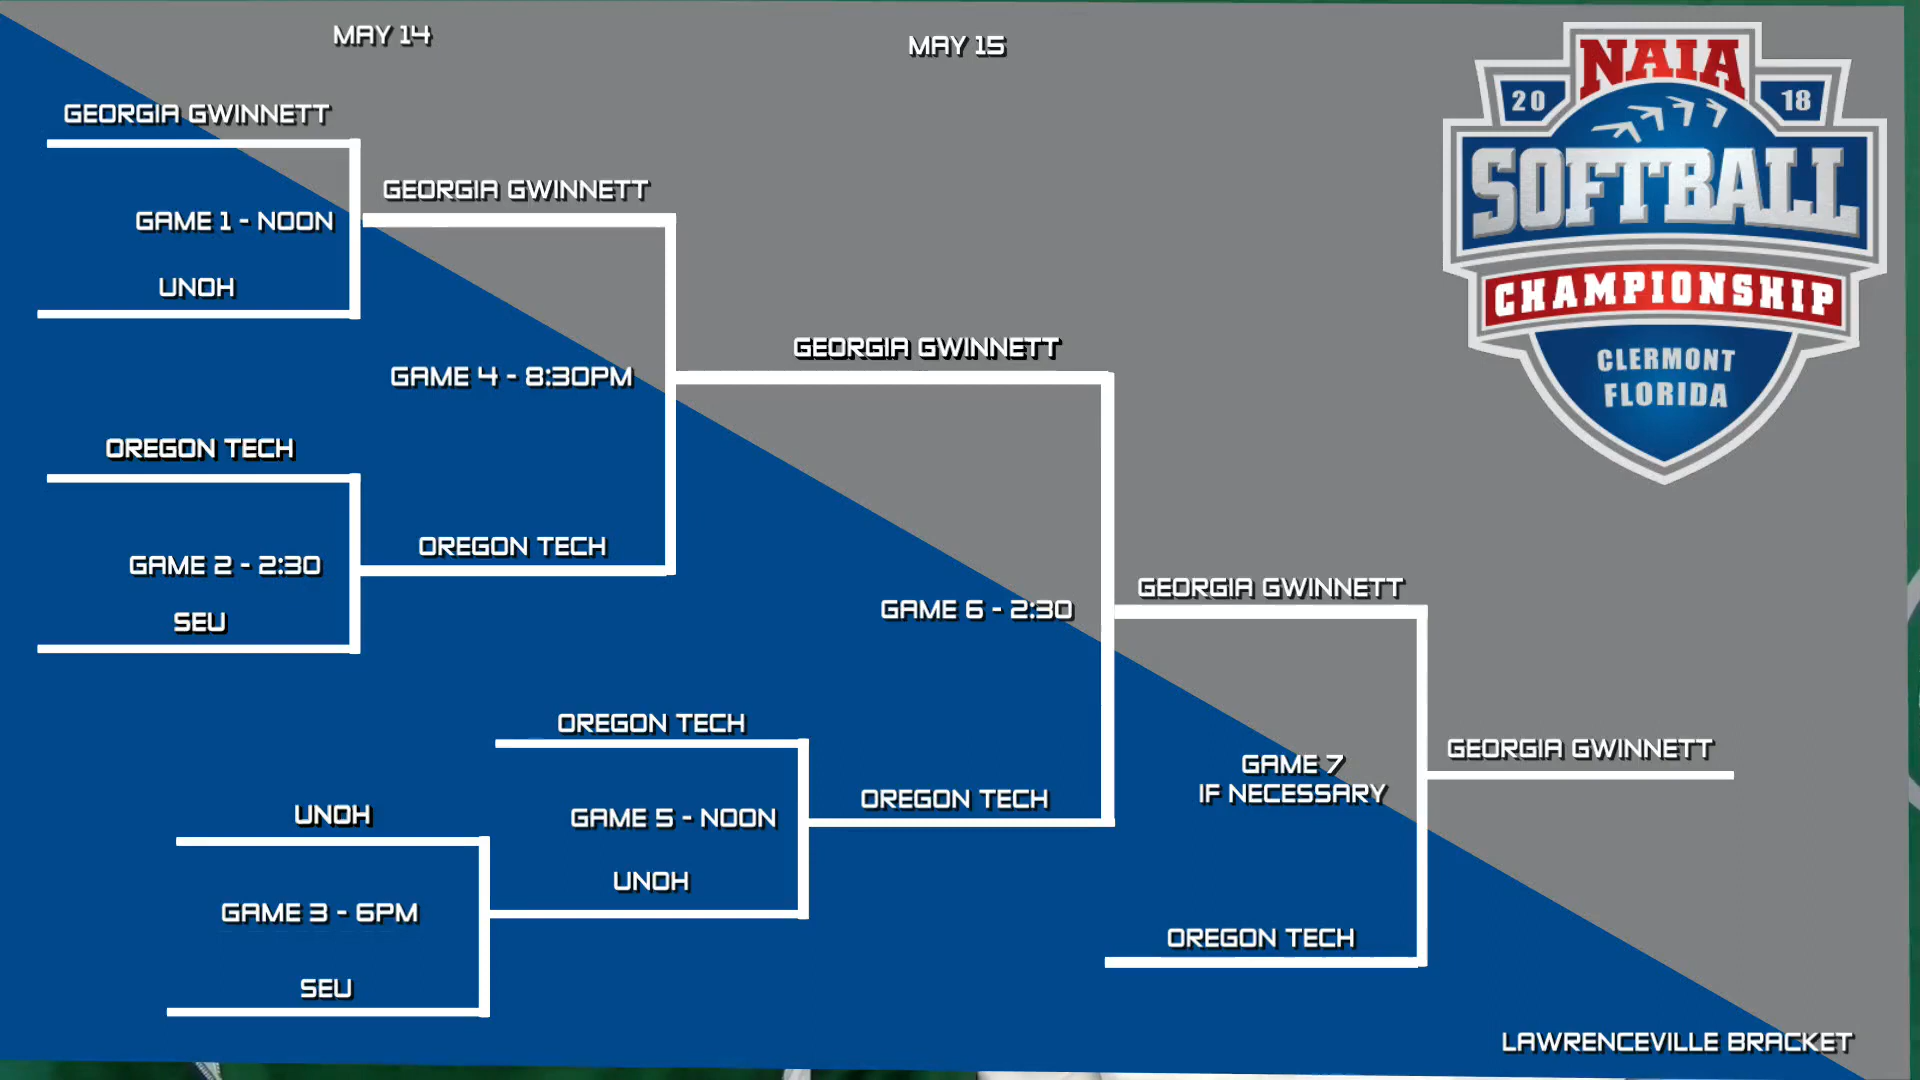 MAY 14
MAY 15
NAIA
20 18
SOFTBALL
CHAMPIONSHIP
CLERMONT
FLORIDA
GEORGIA GWINNETT
GAME 1 - NOON
UNOH
GEORGIA GWINNETT
GAME 4 - 8:30PM
GEORGIA GWINNETT
OREGON TECH
GAME 2 - 2:30
SEU
OREGON TECH
GAME 6 - 2:30
GEORGIA GWINNETT
OREGON TECH
GAME 5 - NOON
UNOH
OREGON TECH
GAME 7
IF NECESSARY
GEORGIA GWINNETT
UNOH
GAME 3 - 6PM
SEU
OREGON TECH
LAWRENCEVILLE BRACKET